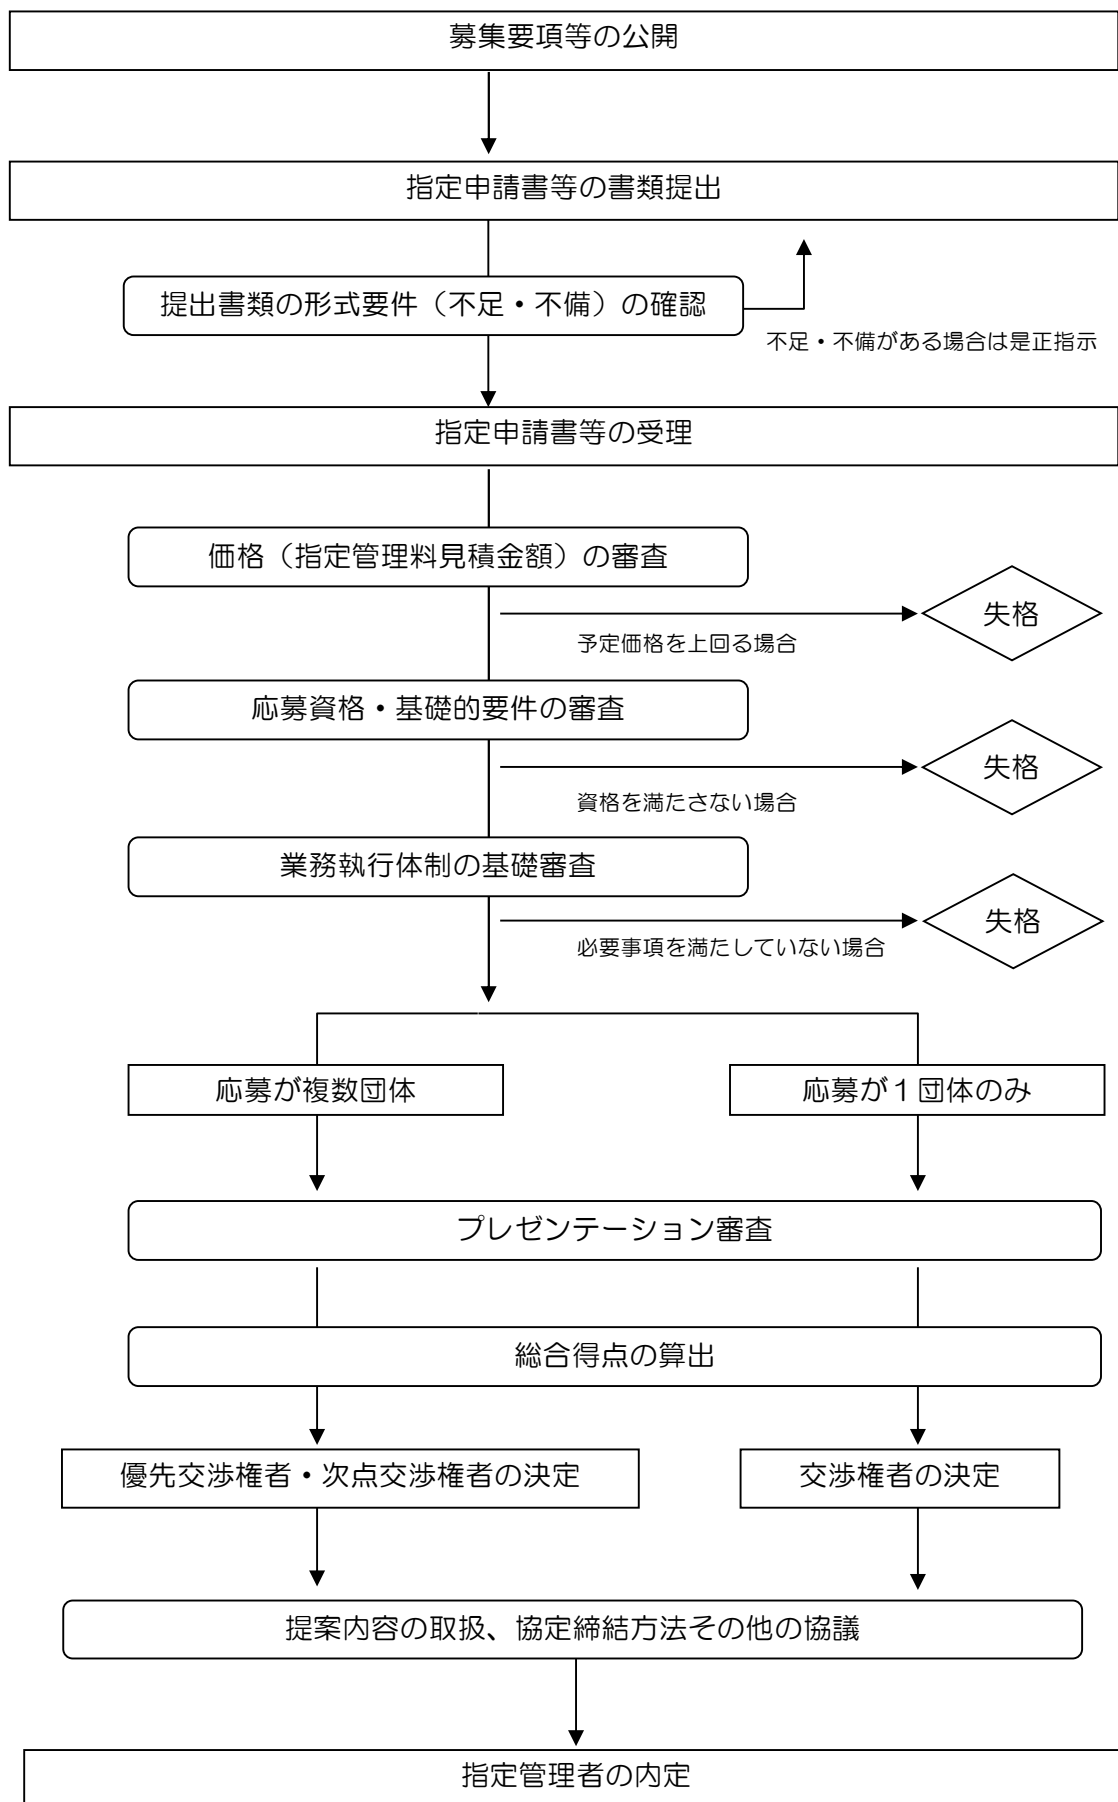 募集要項等の公開
指定申請書等の書類提出
提出書類の形式要件（不足・不備）の確認
不足・不備がある場合は是正指示
指定申請書等の受理
価格（指定管理料見積金額）の審査
失格
予定価格を上回る場合
応募資格・基礎的要件の審査
失格
資格を満たさない場合
業務執行体制の基礎審査
失格
必要事項を満たしていない場合
応募が複数団体
応募が１団体のみ
プレゼンテーション審査
総合得点の算出
優先交渉権者・次点交渉権者の決定
交渉権者の決定
提案内容の取扱、協定締結方法その他の協議
指定管理者の内定